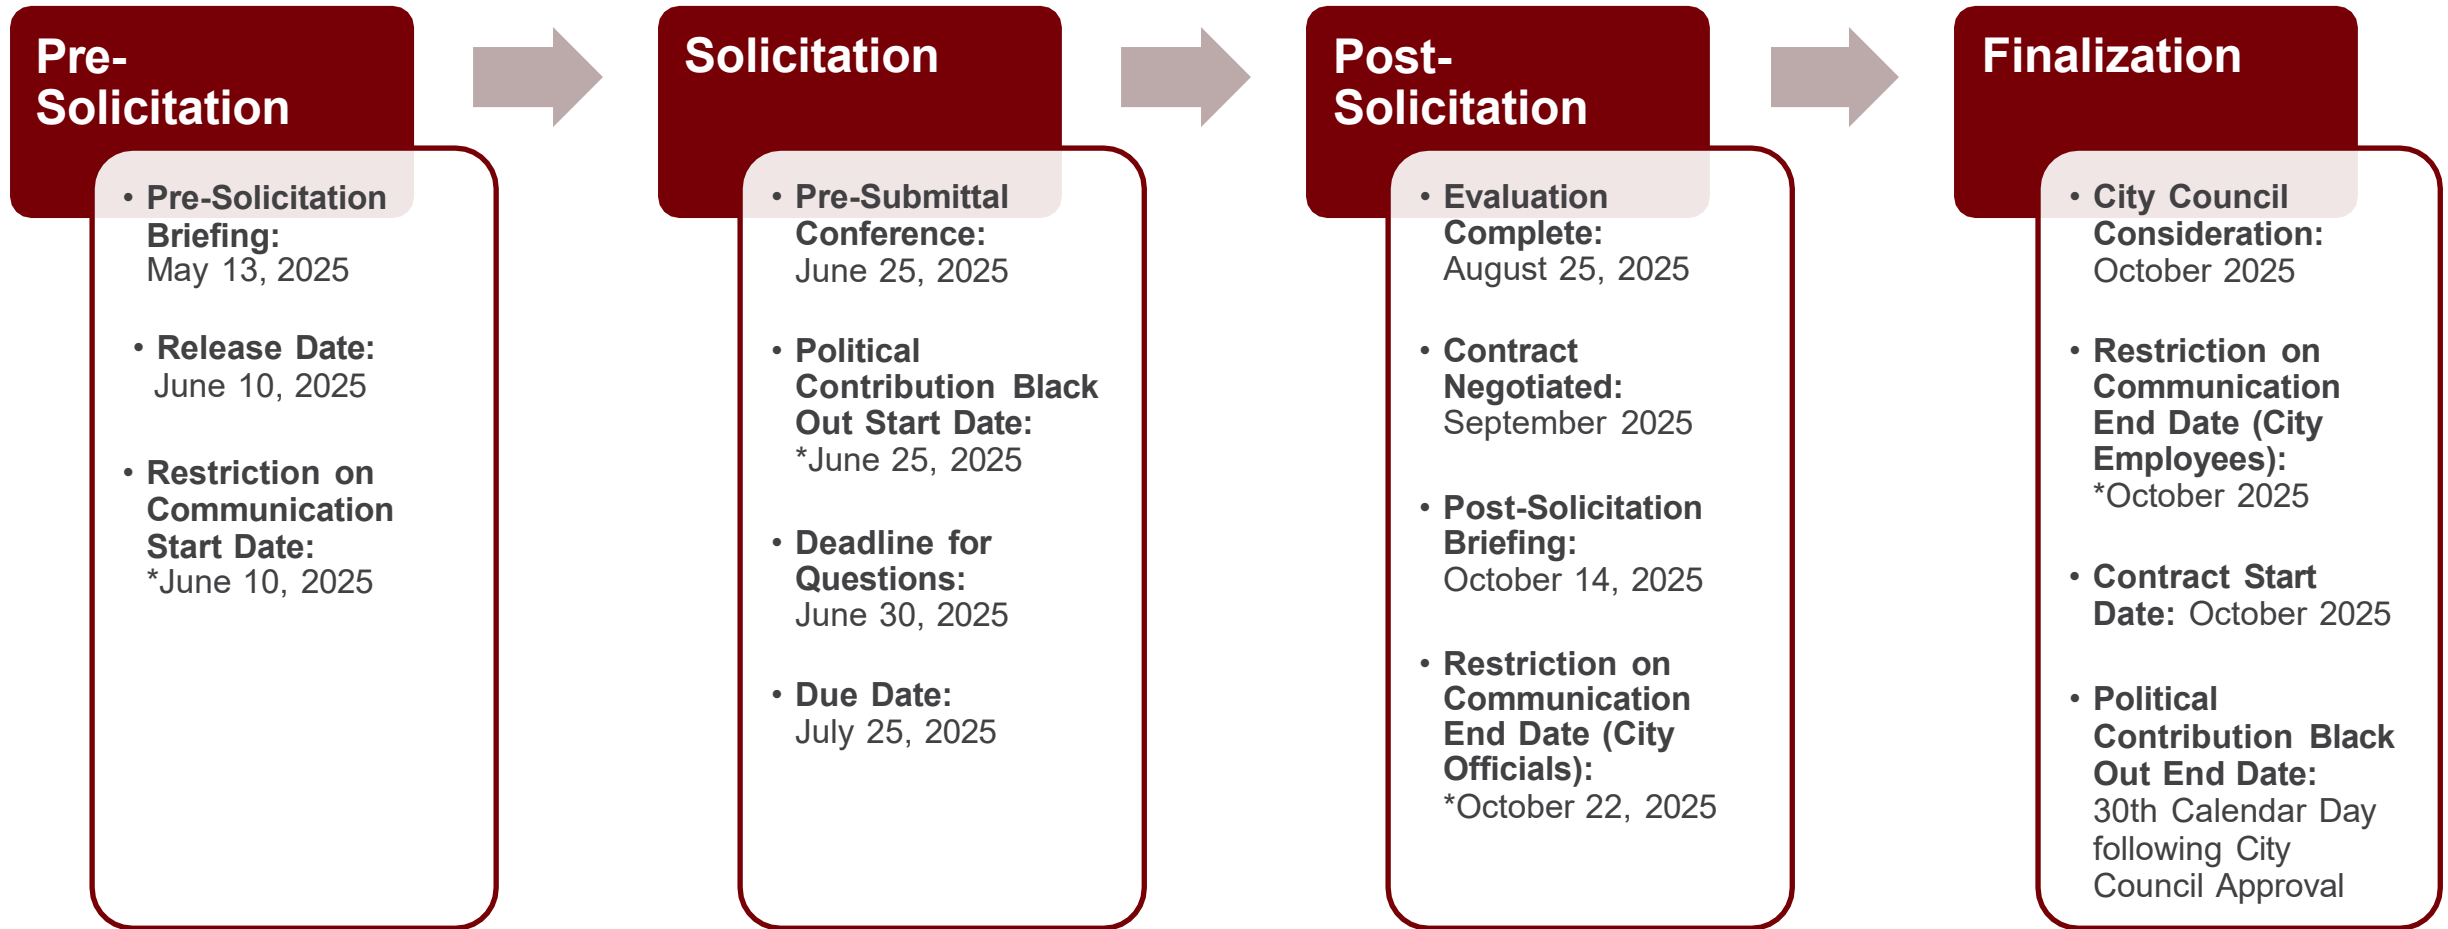 Pre-
Solicitation
• Pre-Solicitation
Briefing:
May 13, 2025
• Release Date:
June 10, 2025
• Restriction on
Communication
Start Date:
*June 10, 2025
Solicitation
• Pre-Submittal
Conference:
June 25, 2025
• Political
Contribution Black
Out Start Date:
*June 25, 2025
• Deadline for
Questions:
June 30, 2025
• Due Date:
July 25, 2025
Post-
Solicitation
• Evaluation
Complete:
August 25, 2025
• Contract
Negotiated:
September 2025
• Post-Solicitation
Briefing:
October 14, 2025
• Restriction on
Communication
End Date (City
Officials):
*October 22, 2025
Finalization
• City Council
Consideration:
October 2025
• Restriction on
Communication
End Date (City
Employees):
*October 2025
• Contract Start
Date: October 2025
• Political
Contribution Black
Out End Date:
30th Calendar Day
following City
Council Approval